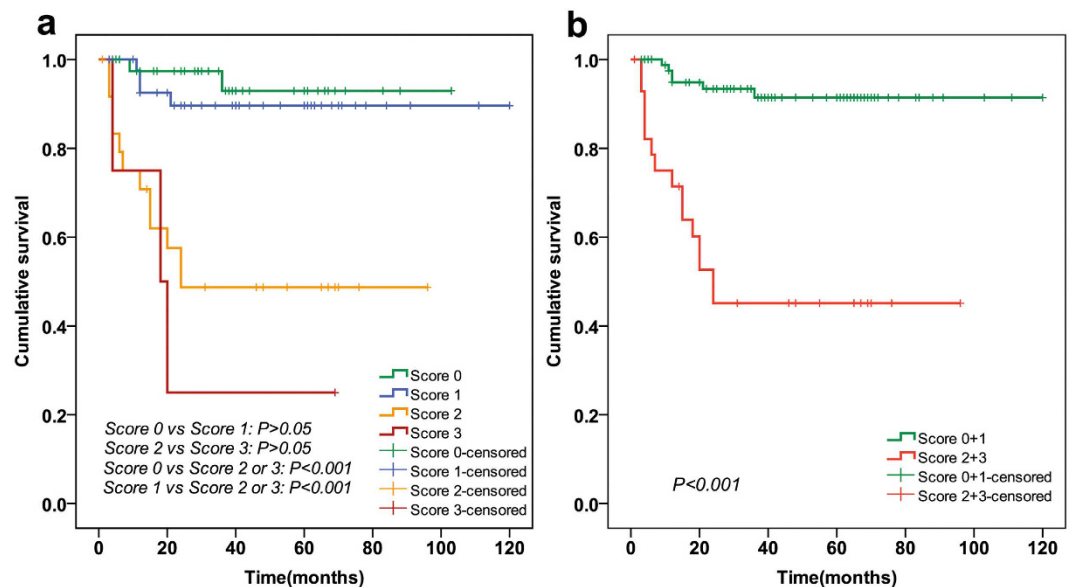 a
Cumulative survival
1.0
0.8
0.6
0.4
0.2
0.0
Score 0 vs Score 1: P>0.05
Score 2 vs Score 3: P>0.05
Score 0 vs Score 2 or 3: P<0.001
Score 1 vs Score 2 or 3: P<0.001
Score 0
Score 1
Score 2
Score 3
Score 0-censored
Score 1-censored
Score 2-censored
Score 3-censored
0 20 40 60 80 100 120
Time(months)
b
Cumulative survival
1.0
0.8
0.6
0.4
0.2
0.0
P<0.001
Score 0+1
Score 2+3
Score 0+1-censored
Score 2+3-censored
0 20 40 60 80 100 120
Time(months)